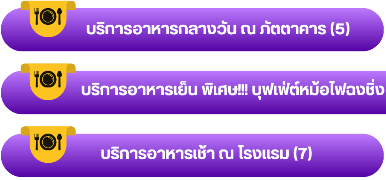 บริการอาหารกลางวัน ณ ภัตตาคาร (5)
บริการอาหารเย็น พิเศษ!!! บุฟเฟ่ต์หม้อไฟฉงชิ่ง
บริการอาหารเช้า ณ โรงแรม (7)